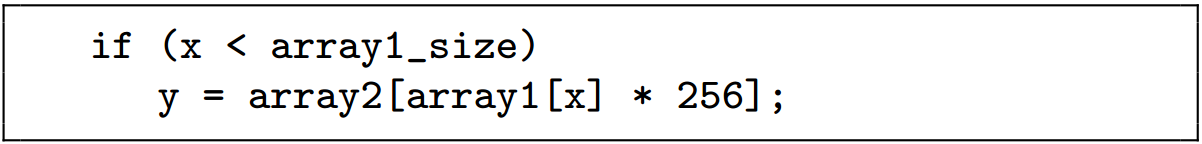 if (x < array1_size)
y = array2[array1[x] * 256];